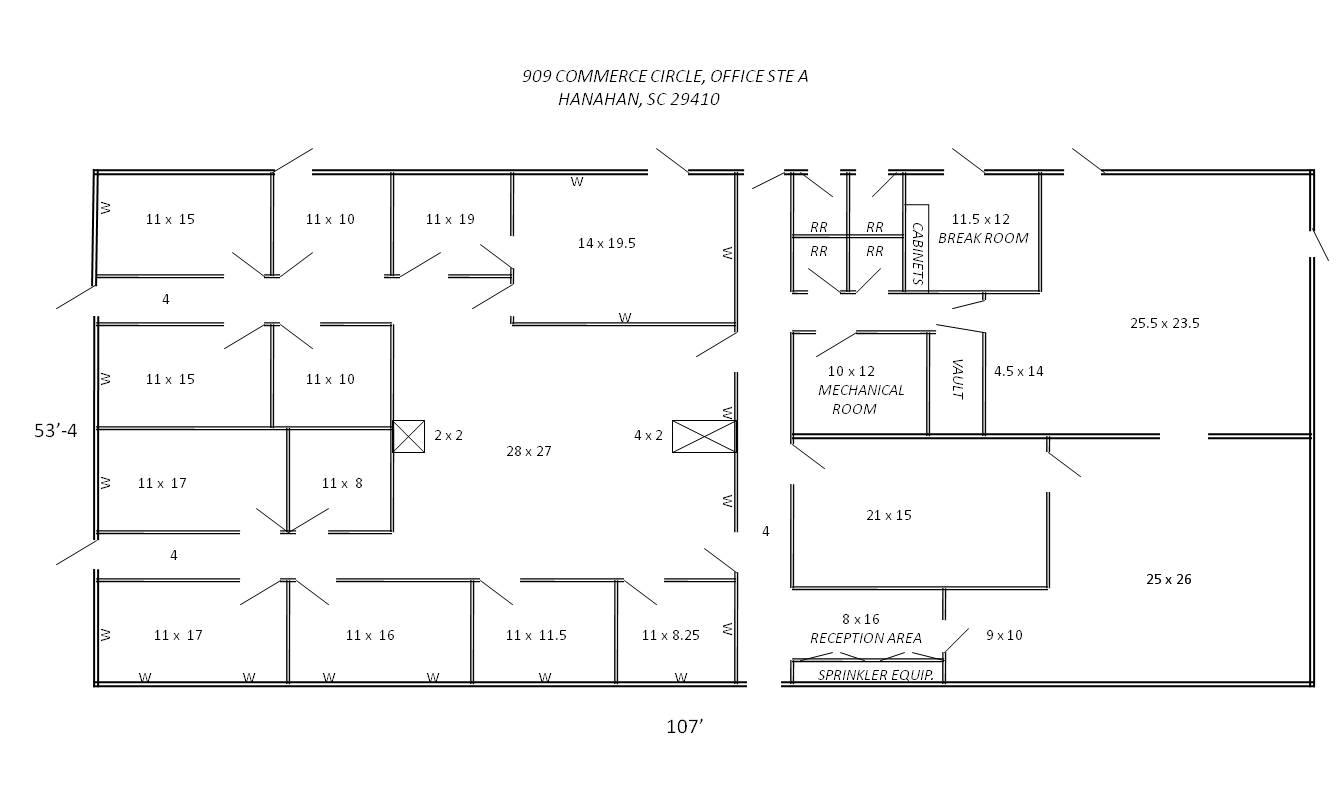 909 COMMERCE CIRCLE, OFFICE STE A
HANAHAN, SC 29410
W
W
11 x 15
11 x 10
11 x 19
14 x 19.5
W
W
RR
RR
RR
RR
CABINETS
11.5 x 12
BREAK ROOM
4
25.5 x 23.5
W
11 x 15
11 x 10
10 x 12
MECHANICAL
ROOM
VAULT
4.5 x 14
53’-4
2 x 2
4 x 2
W
28 x 27
W
11 x 17
11 x 8
W
4
21 x 15
4
25 x 26
W
11 x 17
11 x 16
11 x 11.5
11 x 8.25
W
8 x 16
RECEPTION AREA
9 x 10
W
W
W
W
W
W
SPRINKLER EQUIP.
107’